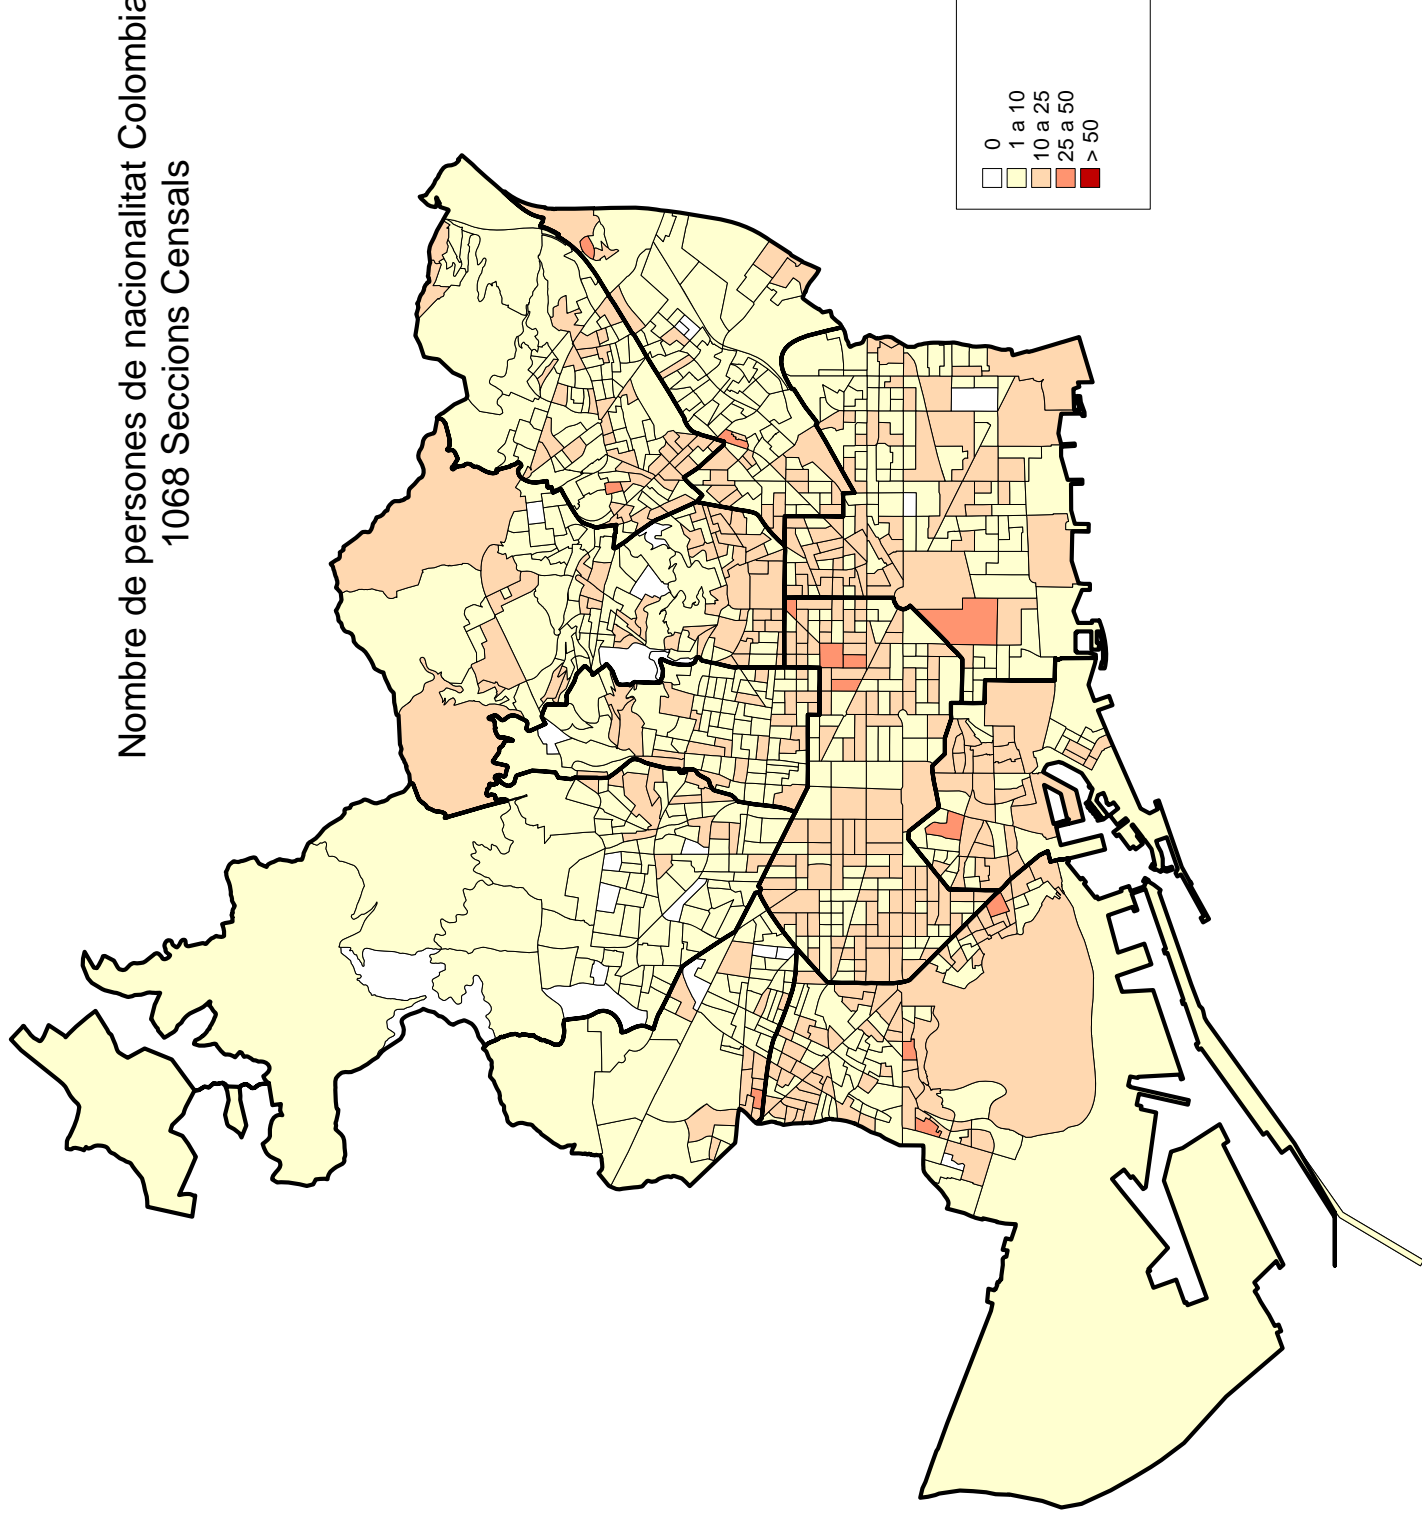 Nombre de persones de nacionalitat Colombia
1068 Seccions Censals
0
1 a 10
10 a 25
25 a 50
> 50